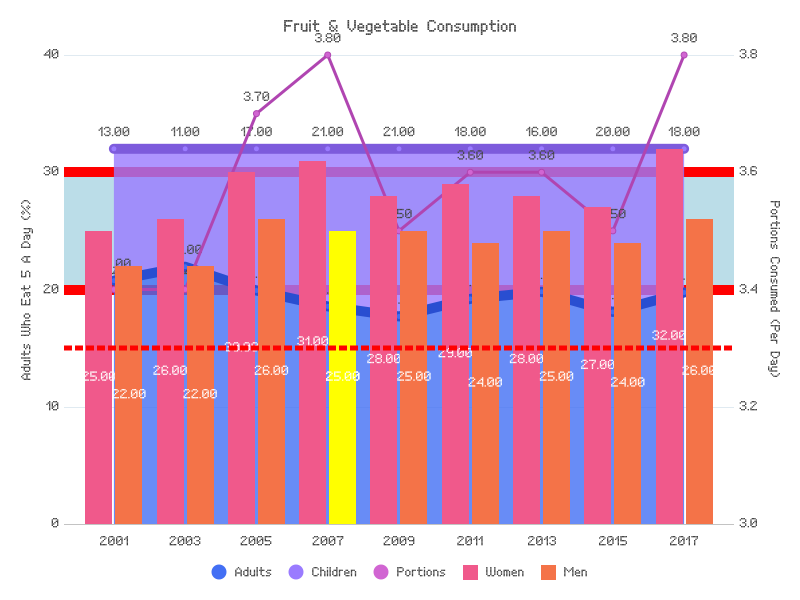 Fruit & Vegetable Consumption
3.80 3.80
40 3.8
3.70
13.00 11.00 17.00 21.00 21.00 18.00 16.00 20.00 18.00
3.60 3.60
30 3.6
Adults Who Eat 5 A Day (%)
Portions Consumed (Per Day)
20 3.4
31.00 32.00
28.00 29.00 28.00 27.00
25.00 26.00 26.00 25.00 25.00 25.00 26.00
22.00 22.00 24.00 24.00
10 3.2
0 3.0
2001 2003 2005 2007 2009 2011 2013 2015 2017
Adults Children Portions Women Men